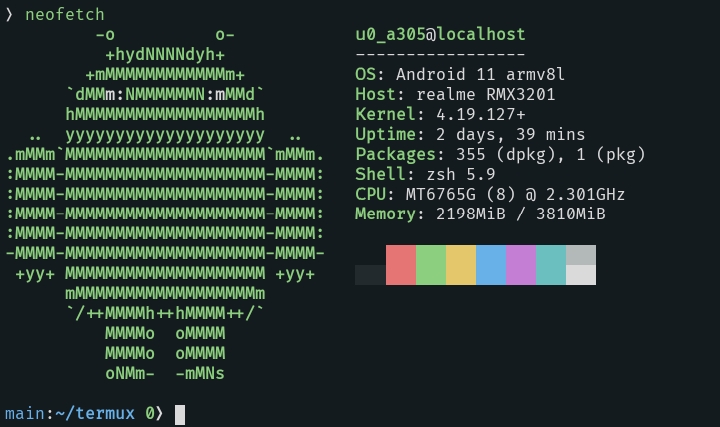 ❯ neofetch
         -o          o-
          +hydNNNNdyh+
        +mMMMMMMMMMMMMm+
      `dMMm:NMMMMMMN:mMMd`
      hMMMMMMMMMMMMMMMMMMh
  ..  yyyyyyyyyyyyyyyyyyyy  ..
.mMMm`MMMMMMMMMMMMMMMMMMMM`mMMm.
:MMMM-MMMMMMMMMMMMMMMMMMMM-MMMM:
:MMMM-MMMMMMMMMMMMMMMMMMMM-MMMM:
:MMMM-MMMMMMMMMMMMMMMMMMMM-MMMM:
:MMMM-MMMMMMMMMMMMMMMMMMMM-MMMM:
-MMMM-MMMMMMMMMMMMMMMMMMMM-MMMM-
 +yy+ MMMMMMMMMMMMMMMMMMMM +yy+
      mMMMMMMMMMMMMMMMMMMm
      `/++MMMMh++hMMMM++/`
          MMMMo  oMMMM
          MMMMo  oMMMM
          oNMm-  -mMNs
u0_a305@localhost
-----------------
OS: Android 11 armv8l
Host: realme RMX3201
Kernel: 4.19.127+
Uptime: 2 days, 39 mins
Packages: 355 (dpkg), 1 (pkg)
Shell: zsh 5.9
CPU: MT6765G (8) @ 2.301GHz
Memory: 2198MiB / 3810MiB
main:~/termux 0❯